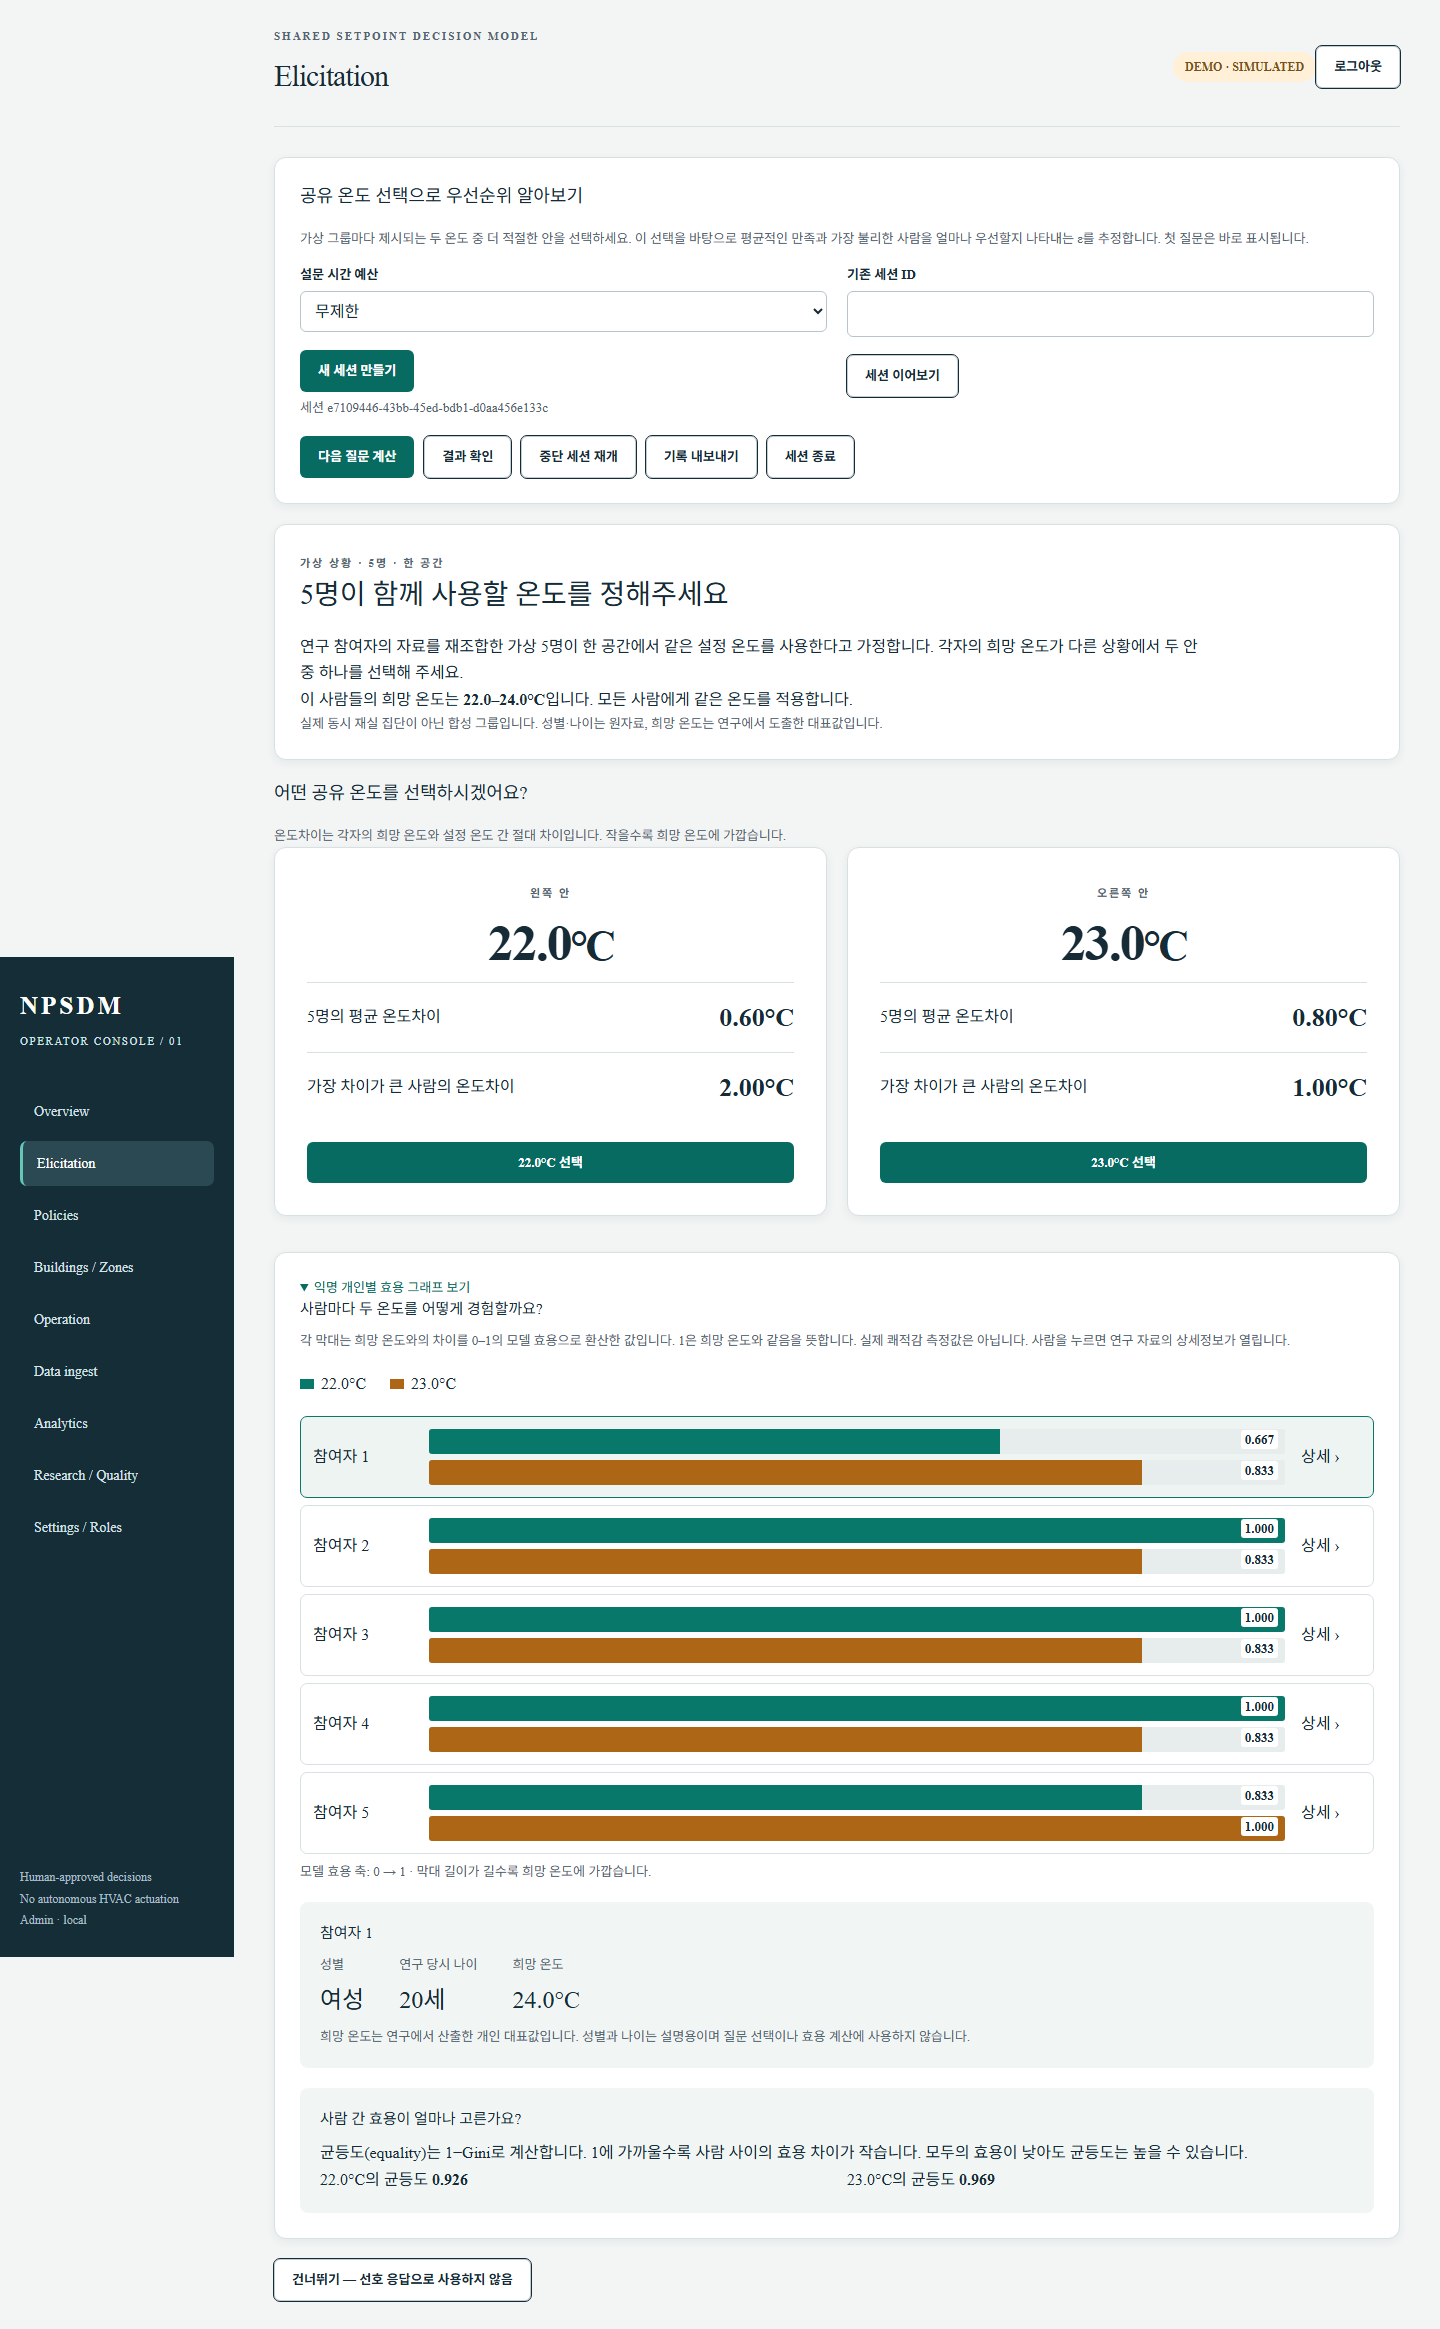 SHARED SETPOINT DECISION MODEL
Elicitation
DEMO · SIMULATED
로그아웃
공유 온도 선택으로 우선순위 알아보기
가상 그룹마다 제시되는 두 온도 중 더 적절한 안을 선택하세요. 이 선택을 바탕으로 평균적인 만족과 가장 불리한 사람을 얼마나 우선할지 나타내는 ε를 추정합니다. 첫 질문은 바로 표시됩니다.
설문 시간 예산
기존 세션 ID
무제한
새 세션 만들기
세션 이어보기
세션 e7109446-43bb-45ed-bdb1-d0aa456e133c
다음 질문 계산
결과 확인
중단 세션 재개
기록 내보내기
세션 종료
가상 상황 · 5명 · 한 공간
5명이 함께 사용할 온도를 정해주세요
연구 참여자의 자료를 재조합한 가상 5명이 한 공간에서 같은 설정 온도를 사용한다고 가정합니다. 각자의 희망 온도가 다른 상황에서 두 안
중 하나를 선택해 주세요.
이 사람들의 희망 온도는 22.0–24.0°C입니다. 모든 사람에게 같은 온도를 적용합니다.
실제 동시 재실 집단이 아닌 합성 그룹입니다. 성별·나이는 원자료, 희망 온도는 연구에서 도출한 대표값입니다.
어떤 공유 온도를 선택하시겠어요?
온도차이는 각자의 희망 온도와 설정 온도 간 절대 차이입니다. 작을수록 희망 온도에 가깝습니다.
왼쪽 안
22.0°C
5명의 평균 온도차이 0.60°C
가장 차이가 큰 사람의 온도차이 2.00°C
22.0°C 선택
오른쪽 안
23.0°C
5명의 평균 온도차이 0.80°C
가장 차이가 큰 사람의 온도차이 1.00°C
23.0°C 선택
NPSDM
OPERATOR CONSOLE / 01
Overview
Elicitation
Policies
Buildings / Zones
Operation
Data ingest
Analytics
Research / Quality
Settings / Roles
Human-approved decisions
No autonomous HVAC actuation
Admin · local
▼ 익명 개인별 효용 그래프 보기
사람마다 두 온도를 어떻게 경험할까요?
각 막대는 희망 온도와의 차이를 0–1의 모델 효용으로 환산한 값입니다. 1은 희망 온도와 같음을 뜻합니다. 실제 쾌적감 측정값은 아닙니다. 사람을 누르면 연구 자료의 상세정보가 열립니다.
22.0°C 23.0°C
참여자 1
0.667
0.833
상세 ›
참여자 2
1.000
0.833
상세 ›
참여자 3
1.000
0.833
상세 ›
참여자 4
1.000
0.833
상세 ›
참여자 5
0.833
1.000
상세 ›
모델 효용 축: 0 → 1 · 막대 길이가 길수록 희망 온도에 가깝습니다.
참여자 1
성별 연구 당시 나이 희망 온도
여성 20세 24.0°C
희망 온도는 연구에서 산출한 개인 대표값입니다. 성별과 나이는 설명용이며 질문 선택이나 효용 계산에 사용하지 않습니다.
사람 간 효용이 얼마나 고른가요?
균등도(equality)는 1−Gini로 계산합니다. 1에 가까울수록 사람 사이의 효용 차이가 작습니다. 모두의 효용이 낮아도 균등도는 높을 수 있습니다.
22.0°C의 균등도 0.926
23.0°C의 균등도 0.969
건너뛰기 — 선호 응답으로 사용하지 않음